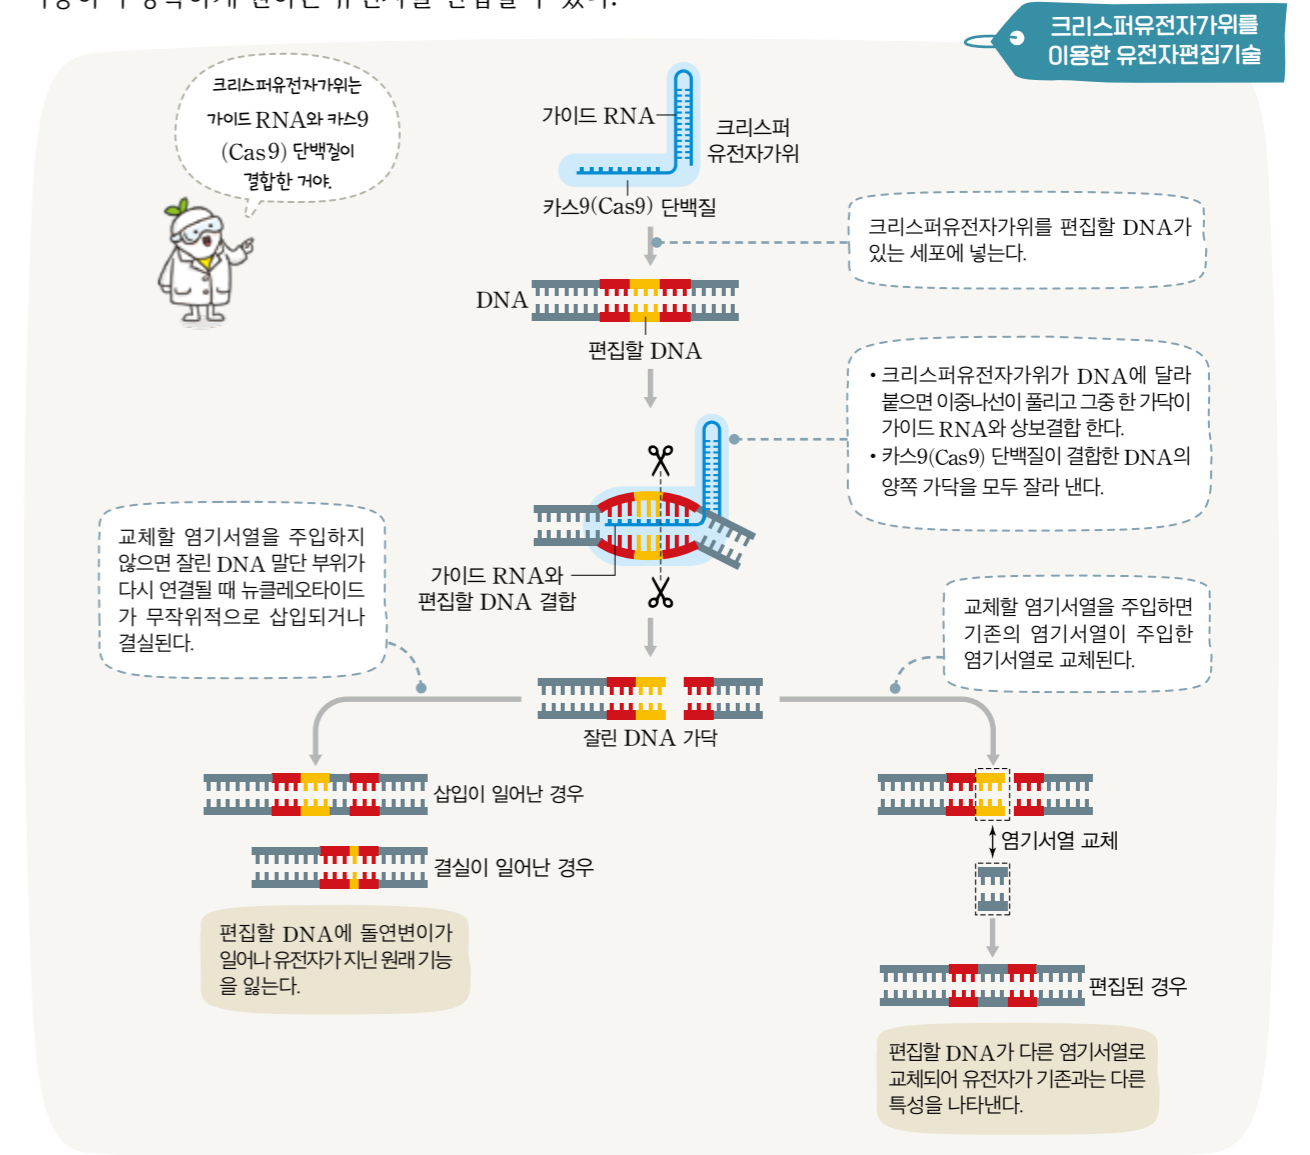 크리스퍼유전자가위를
이용한 유전자편집기술
크리스퍼유전자가위는
가이드 RNA와 카스9
(Cas9) 단백질이
결합한 거야.
가이드 RNA
크리스퍼
유전자가위
카스9(Cas9) 단백질
크리스퍼유전자가위를 편집할 DNA가
있는 세포에 넣는다.
DNA
편집할 DNA
• 크리스퍼유전자가위가 DNA에 달라
붙으면 이중나선이 풀리고 그중 한 가닥이
가이드 RNA와 상보결합 한다.
• 카스9(Cas9) 단백질이 결합한 DNA의
양쪽 가닥을 모두 잘라 낸다.
가이드 RNA와
편집할 DNA 결합
교체할 염기서열을 주입하지
않으면 잘린 DNA 말단 부위가
다시 연결될 때 뉴클레오타이드
가 무작위적으로 삽입되거나
결실된다.
교체할 염기서열을 주입하면
기존의 염기서열이 주입한
염기서열로 교체된다.
잘린 DNA 가닥
삽입이 일어난 경우
결실이 일어난 경우
편집할 DNA에 돌연변이가
일어나 유전자가 지닌 원래 기능
을 잃는다.
염기서열 교체
편집된 경우
편집할 DNA가 다른 염기서열로
교체되어 유전자가 기존과는 다른
특성을 나타낸다.